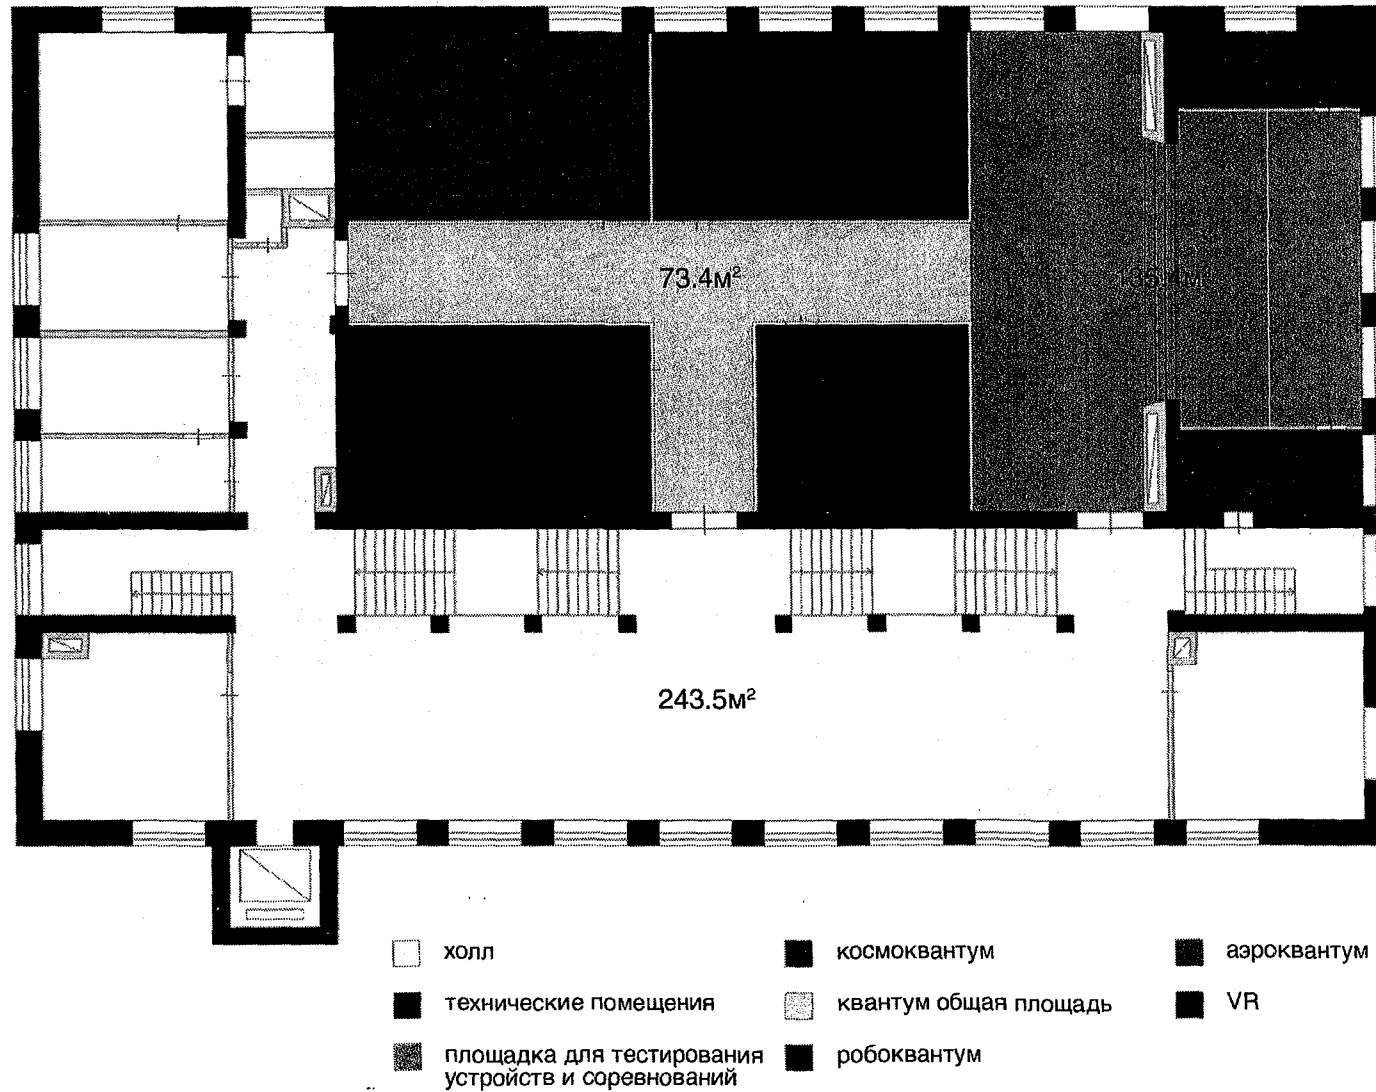 73.4м²
243.5м²
холл
космоквантум
аэроквантум
технические помещения
квантум общая площадь
VR
площадка для тестирования
устройств и соревнований
робоквантум